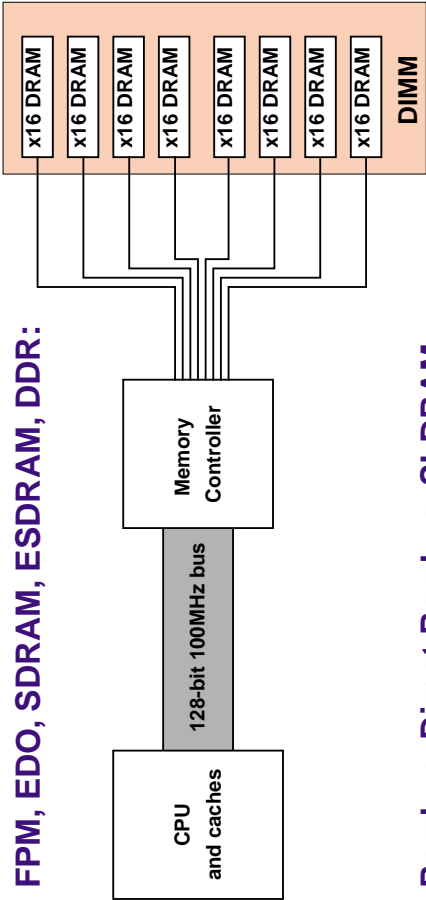 FPM, EDO, SDRAM, ESDRAM, DDR:
CPU
and caches
128-bit 100MHz bus
Memory
Controller
x16 DRAM
x16 DRAM
x16 DRAM
x16 DRAM
x16 DRAM
x16 DRAM
x16 DRAM
x16 DRAM
DIMM